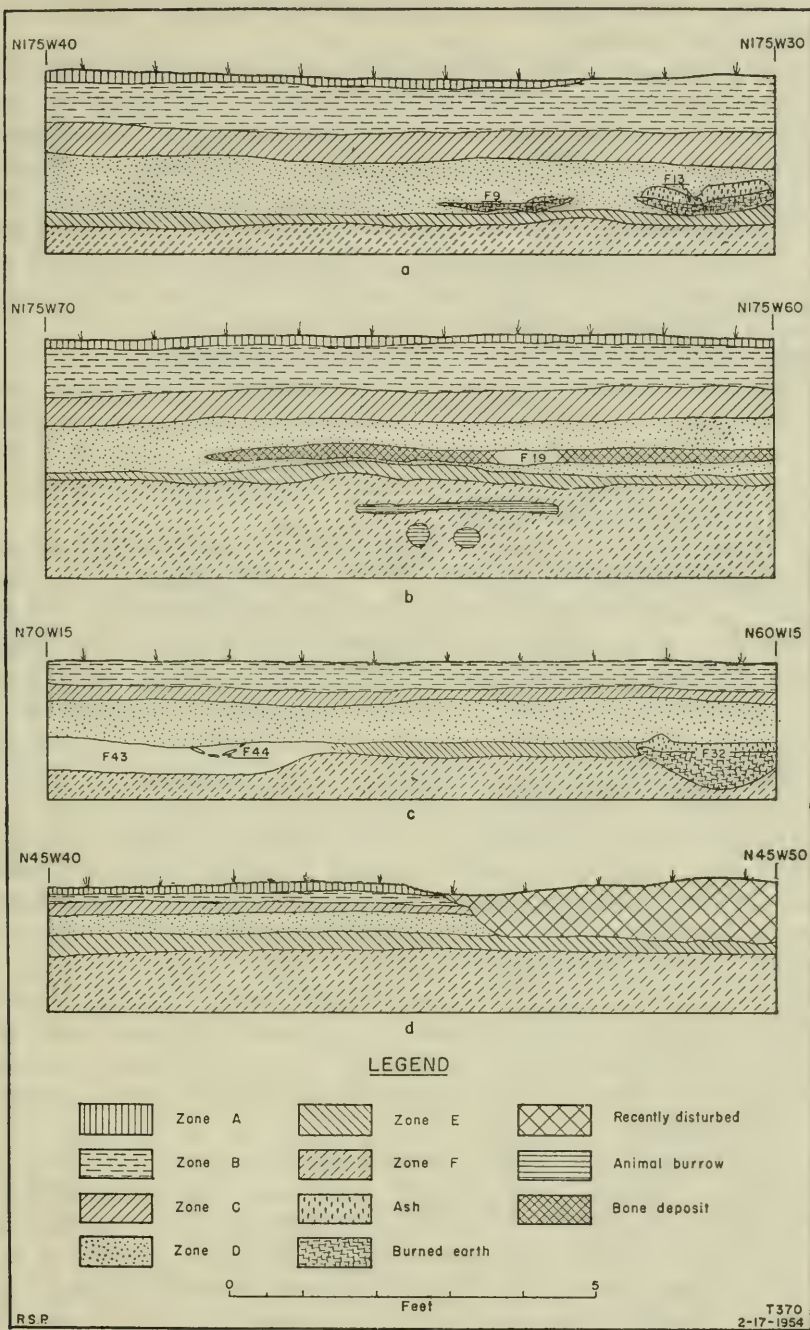 N175W40 N175W30
F9 F13
a
N175W70 N175W60
F19
b
N70W15 N60W15
F43 F44 F32
c
N45W40 N45W50
d
LEGEND
Zone A Zone E Recently disturbed
Zone B Zone F Animal burrow
Zone C Ash Bone deposit
Zone D Burned earth
0 5
Feet
R.S.P. T370
2-17-1954